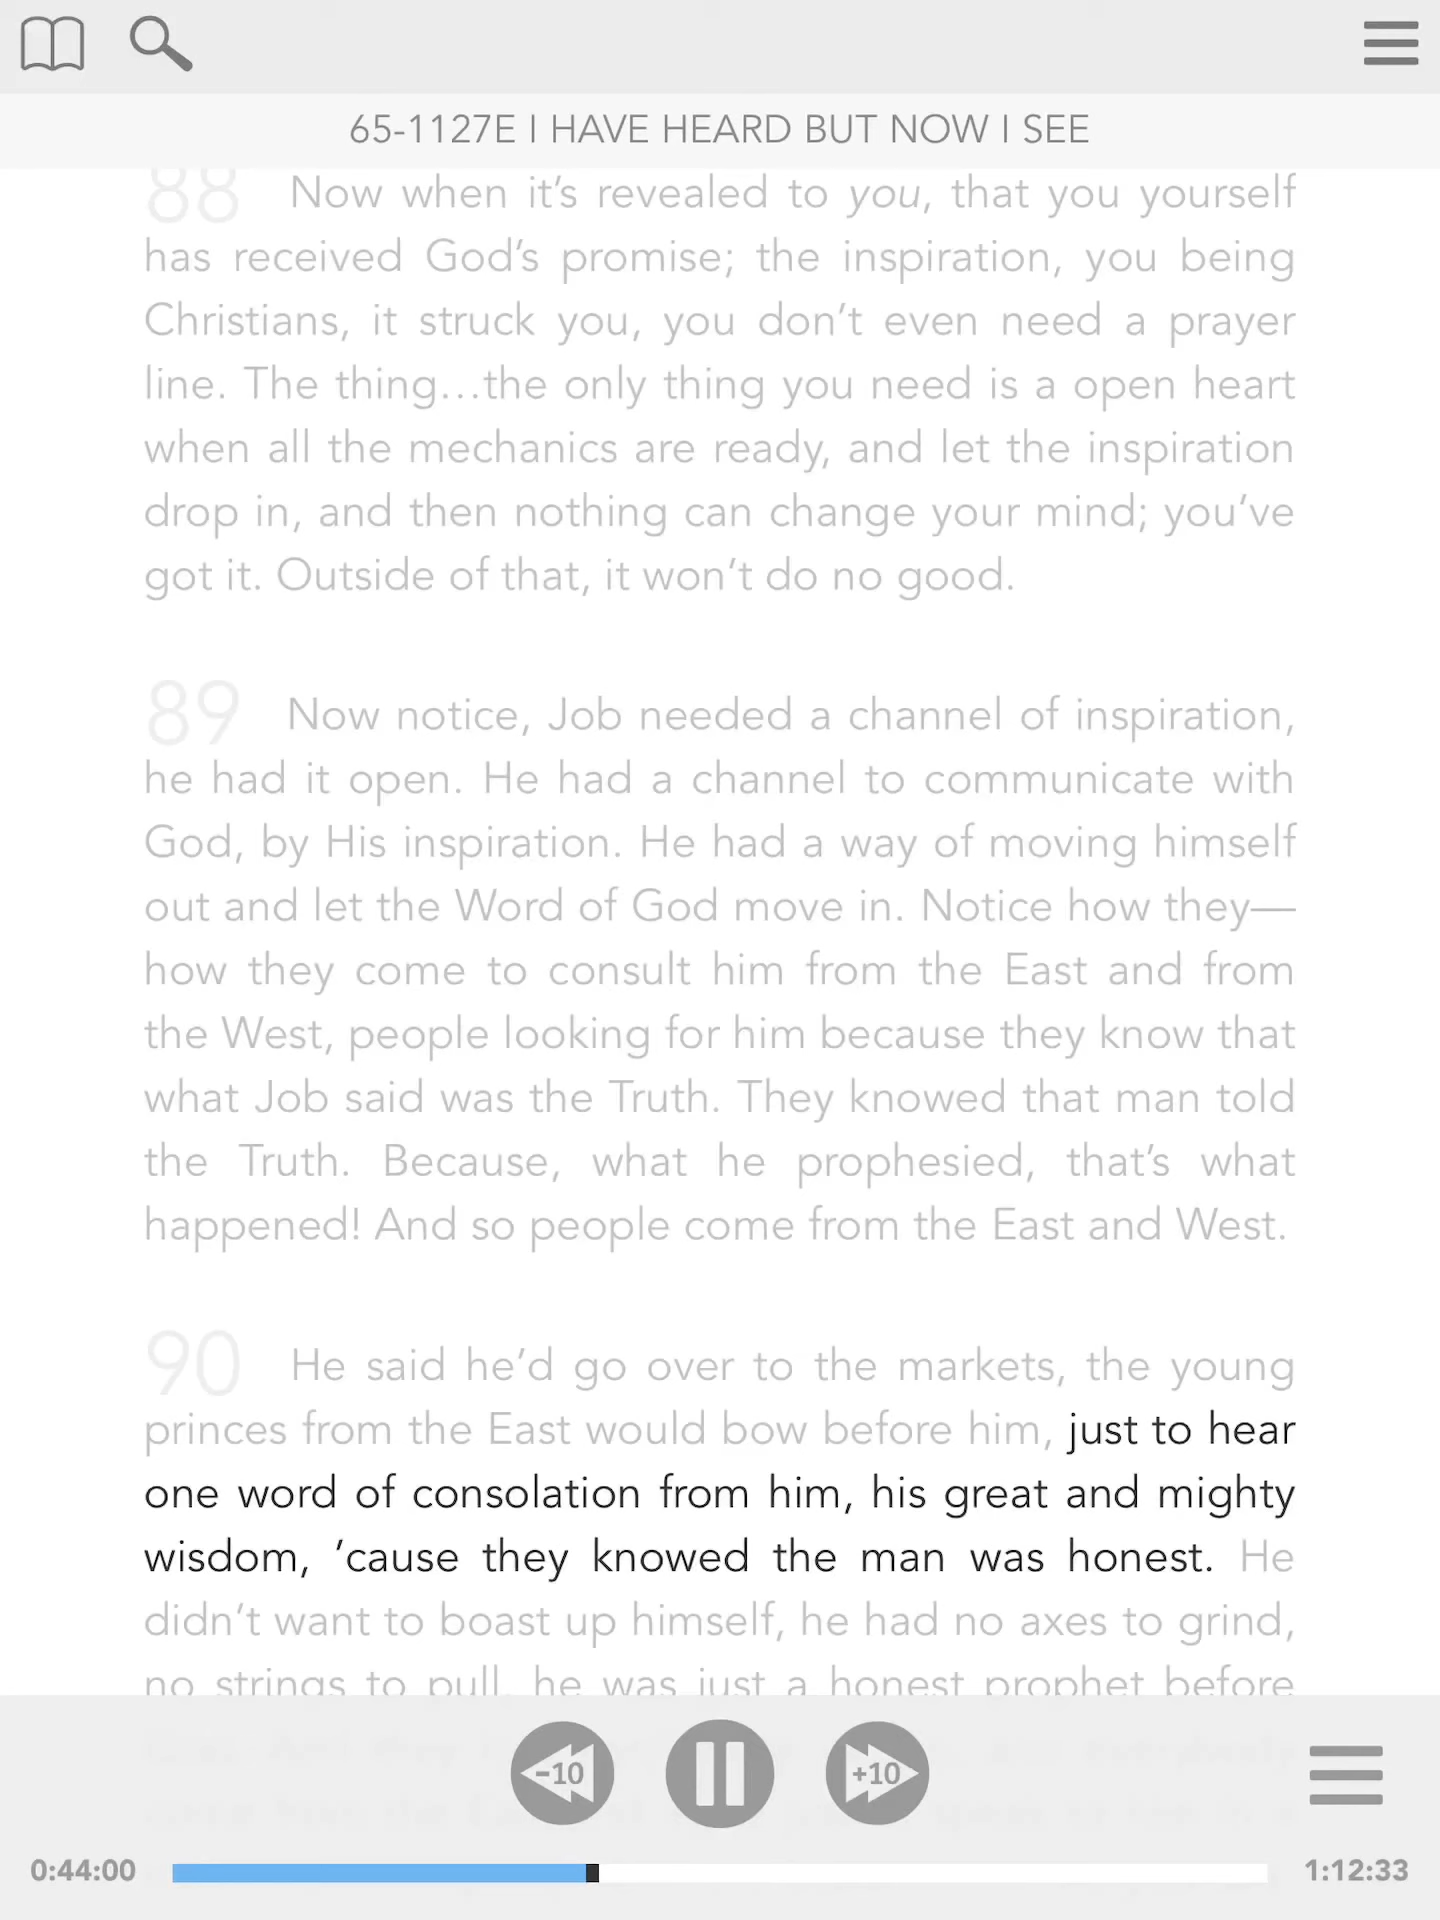 65-1127E I HAVE HEARD BUT NOW I SEE
88 Now when it’s revealed to you, that you yourself
has received God’s promise; the inspiration, you being
Christians, it struck you, you don’t even need a prayer
line. The thing…the only thing you need is a open heart
when all the mechanics are ready, and let the inspiration
drop in, and then nothing can change your mind; you’ve
got it. Outside of that, it won’t do no good.
89 Now notice, Job needed a channel of inspiration,
he had it open. He had a channel to communicate with
God, by His inspiration. He had a way of moving himself
out and let the Word of God move in. Notice how they—
how they come to consult him from the East and from
the West, people looking for him because they know that
what Job said was the Truth. They knowed that man told
the Truth. Because, what he prophesied, that’s what
happened! And so people come from the East and West.
90 He said he’d go over to the markets, the young
princes from the East would bow before him, just to hear
one word of consolation from him, his great and mighty
wisdom, ’cause they knowed the man was honest. He
didn’t want to boast up himself, he had no axes to grind,
no strings to pull, he was just a honest prophet before
-10 +10
0:44:00 1:12:33